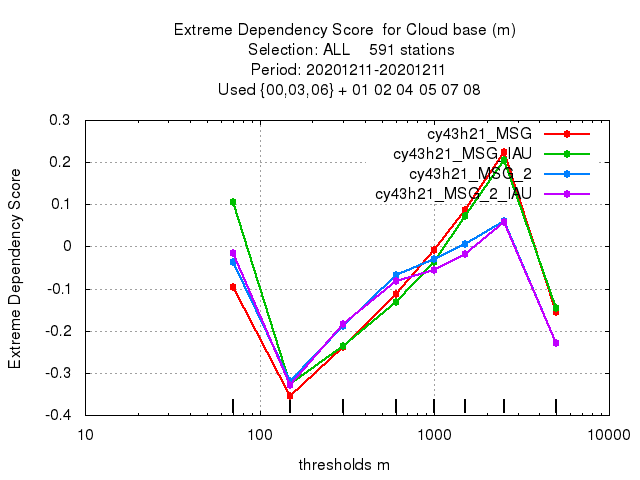 Extreme Dependency Score  for Cloud base (m)
Selection: ALL    591 stations
Period: 20201211-20201211
Used {00,03,06} + 01 02 04 05 07 08
0.3
cy43h21_MSG
cy43h21_MSG_IAU
0.2
cy43h21_MSG_2
cy43h21_MSG_2_IAU
0.1
0
-0.1
-0.2
-0.3
-0.4
Extreme Dependency Score
10 100 1000 10000
thresholds m